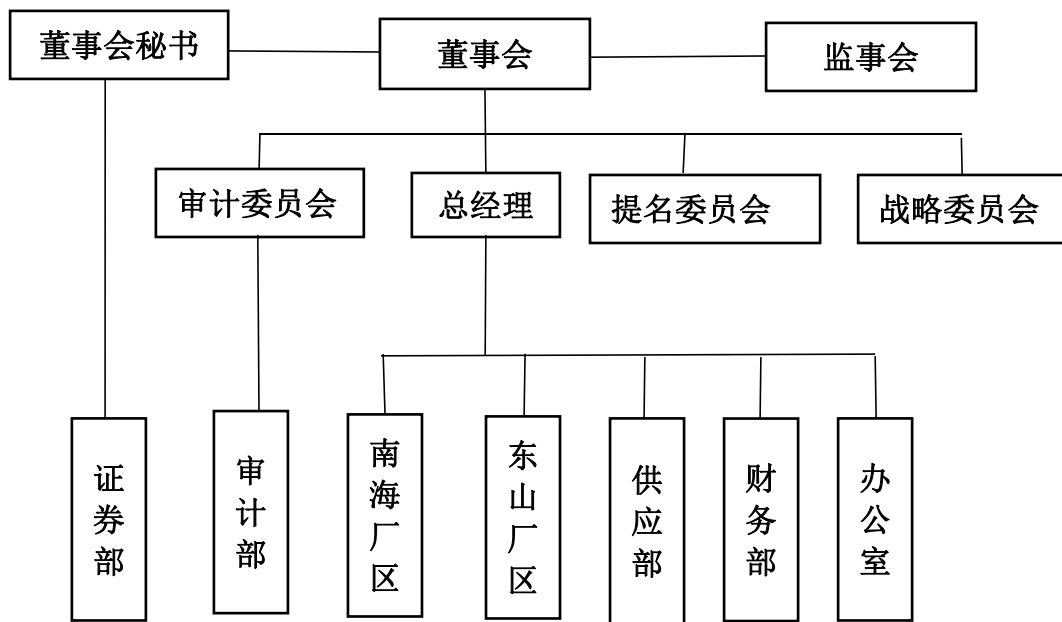 董事会秘书
董事会
监事会
审计委员会
总经理
提名委员会
战略委员会
证券部
审计部
南海厂区
东山厂区
供应部
财务部
办公室